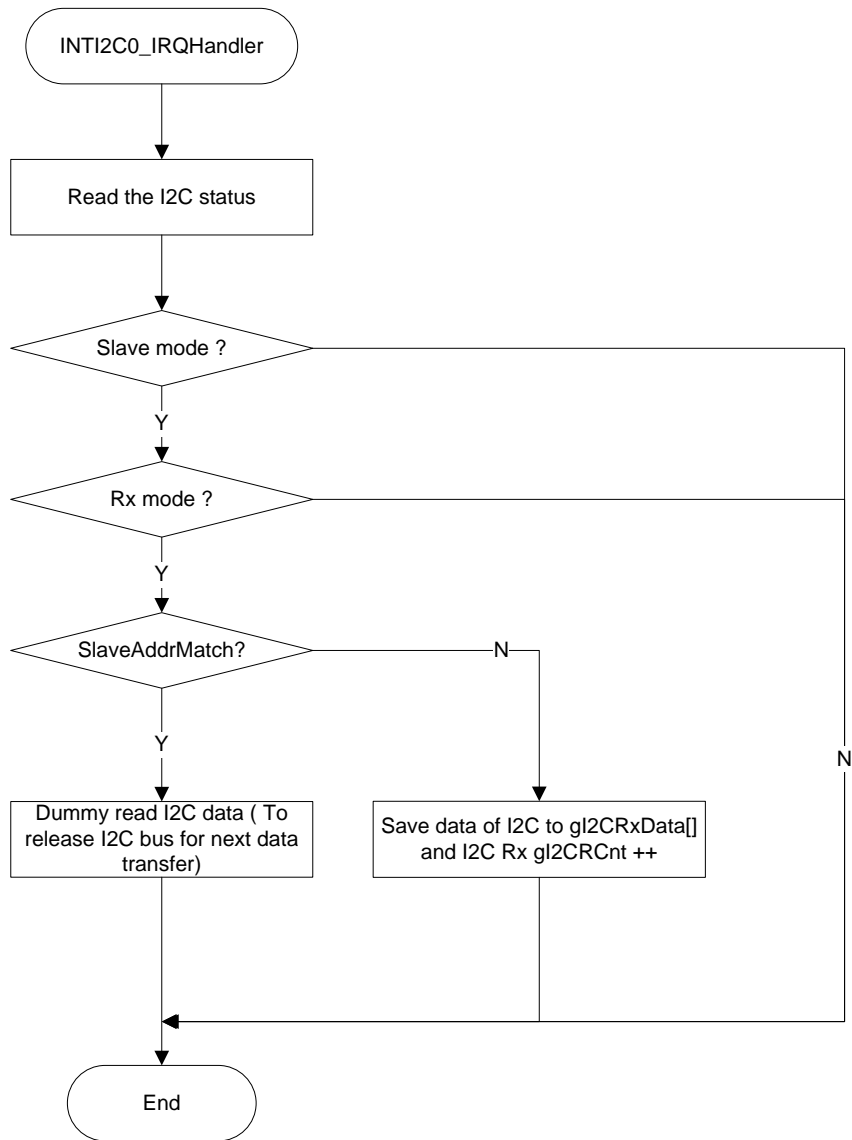 INTI2C0_IRQHandler
Read the I2C status
Slave mode ?
Y
Rx mode ?
Y
SlaveAddrMatch?
N
Y
N
Dummy read I2C data ( To
release I2C bus for next data
transfer)
Save data of I2C to gI2CRxData[]
and I2C Rx gI2CRCnt ++
End